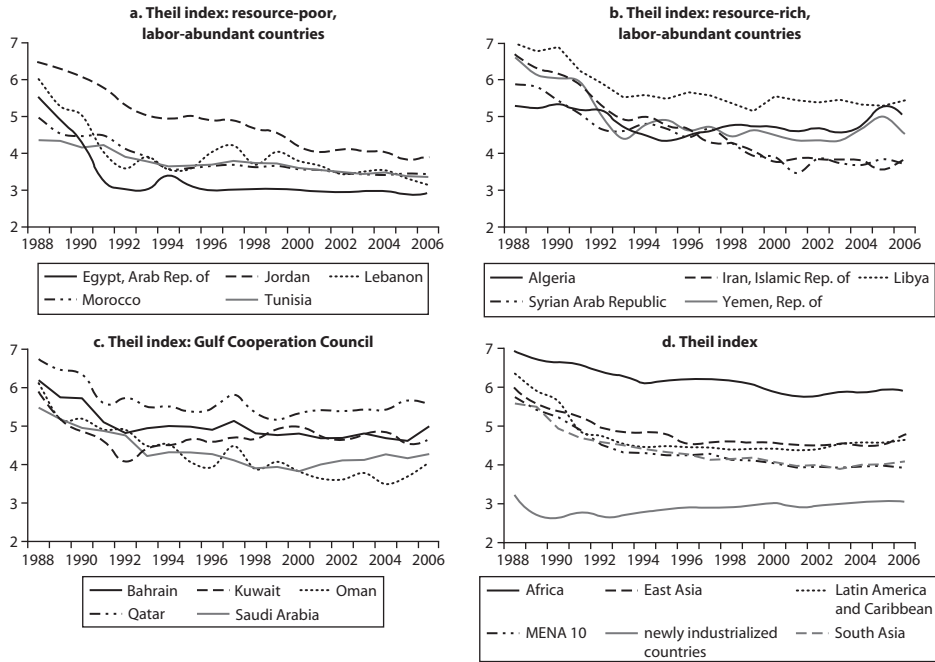 a. Theil index: resource-poor,
labor-abundant countries
7
6
5
4
3
2
1988 1990 1992 1994 1996 1998 2000 2002 2004 2006
Egypt, Arab Rep. of Jordan Lebanon
Morocco Tunisia
b. Theil index: resource-rich,
labor-abundant countries
7
6
5
4
3
2
1988 1990 1992 1994 1996 1998 2000 2002 2004 2006
Algeria Iran, Islamic Rep. of Libya
Syrian Arab Republic Yemen, Rep. of
c. Theil index: Gulf Cooperation Council
7
6
5
4
3
2
1988 1990 1992 1994 1996 1998 2000 2002 2004 2006
Bahrain Kuwait Oman
Qatar Saudi Arabia
d. Theil index
7
6
5
4
3
2
1988 1990 1992 1994 1996 1998 2000 2002 2004 2006
Africa East Asia Latin America
and Caribbean
MENA 10 newly industrialized South Asia
countries